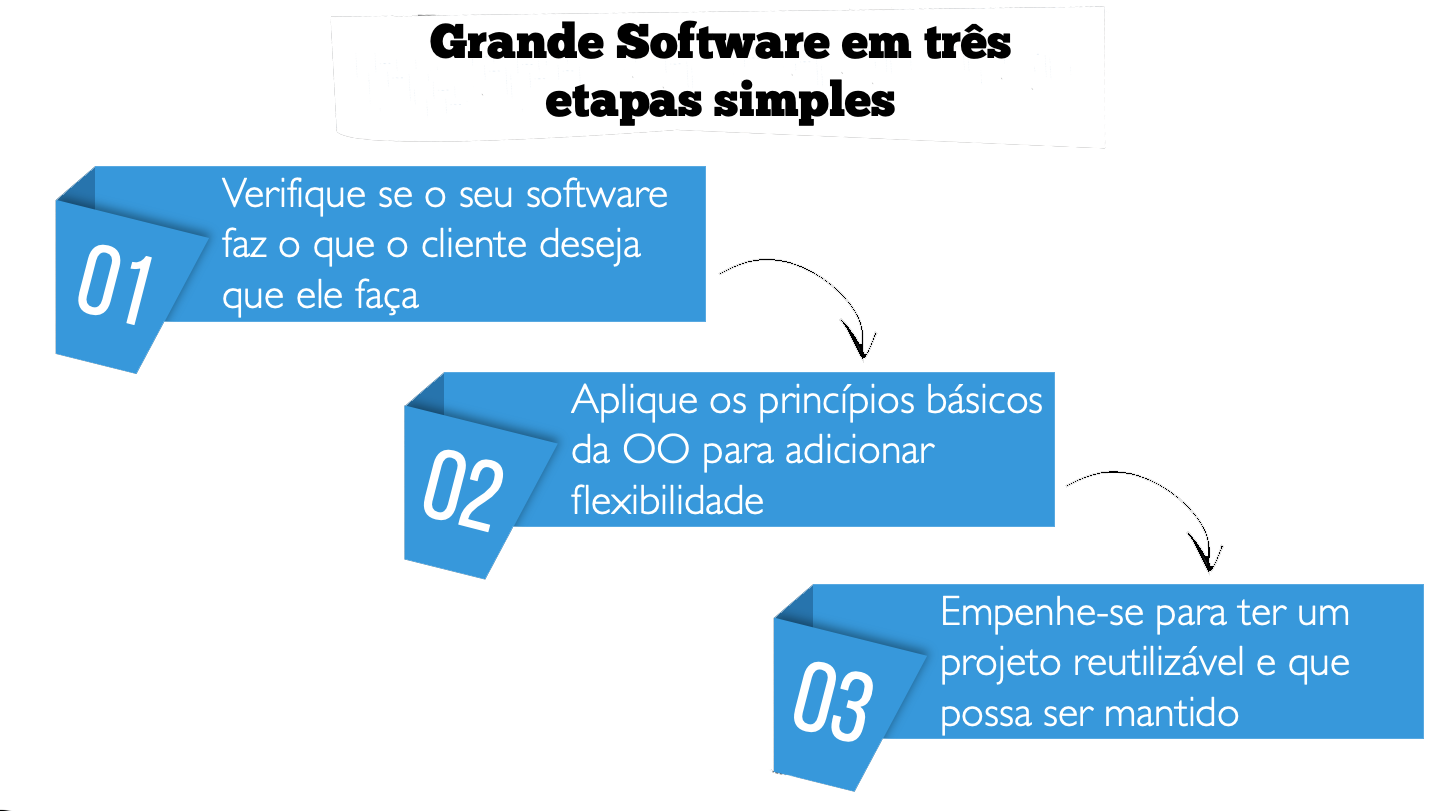 Grande Software em três
etapas simples
01
Verifique se o seu software
faz o que o cliente deseja
que ele faça
02
Aplique os princípios básicos
da OO para adicionar
flexibilidade
03
Empenhe-se para ter um
projeto reutilizável e que
possa ser mantido